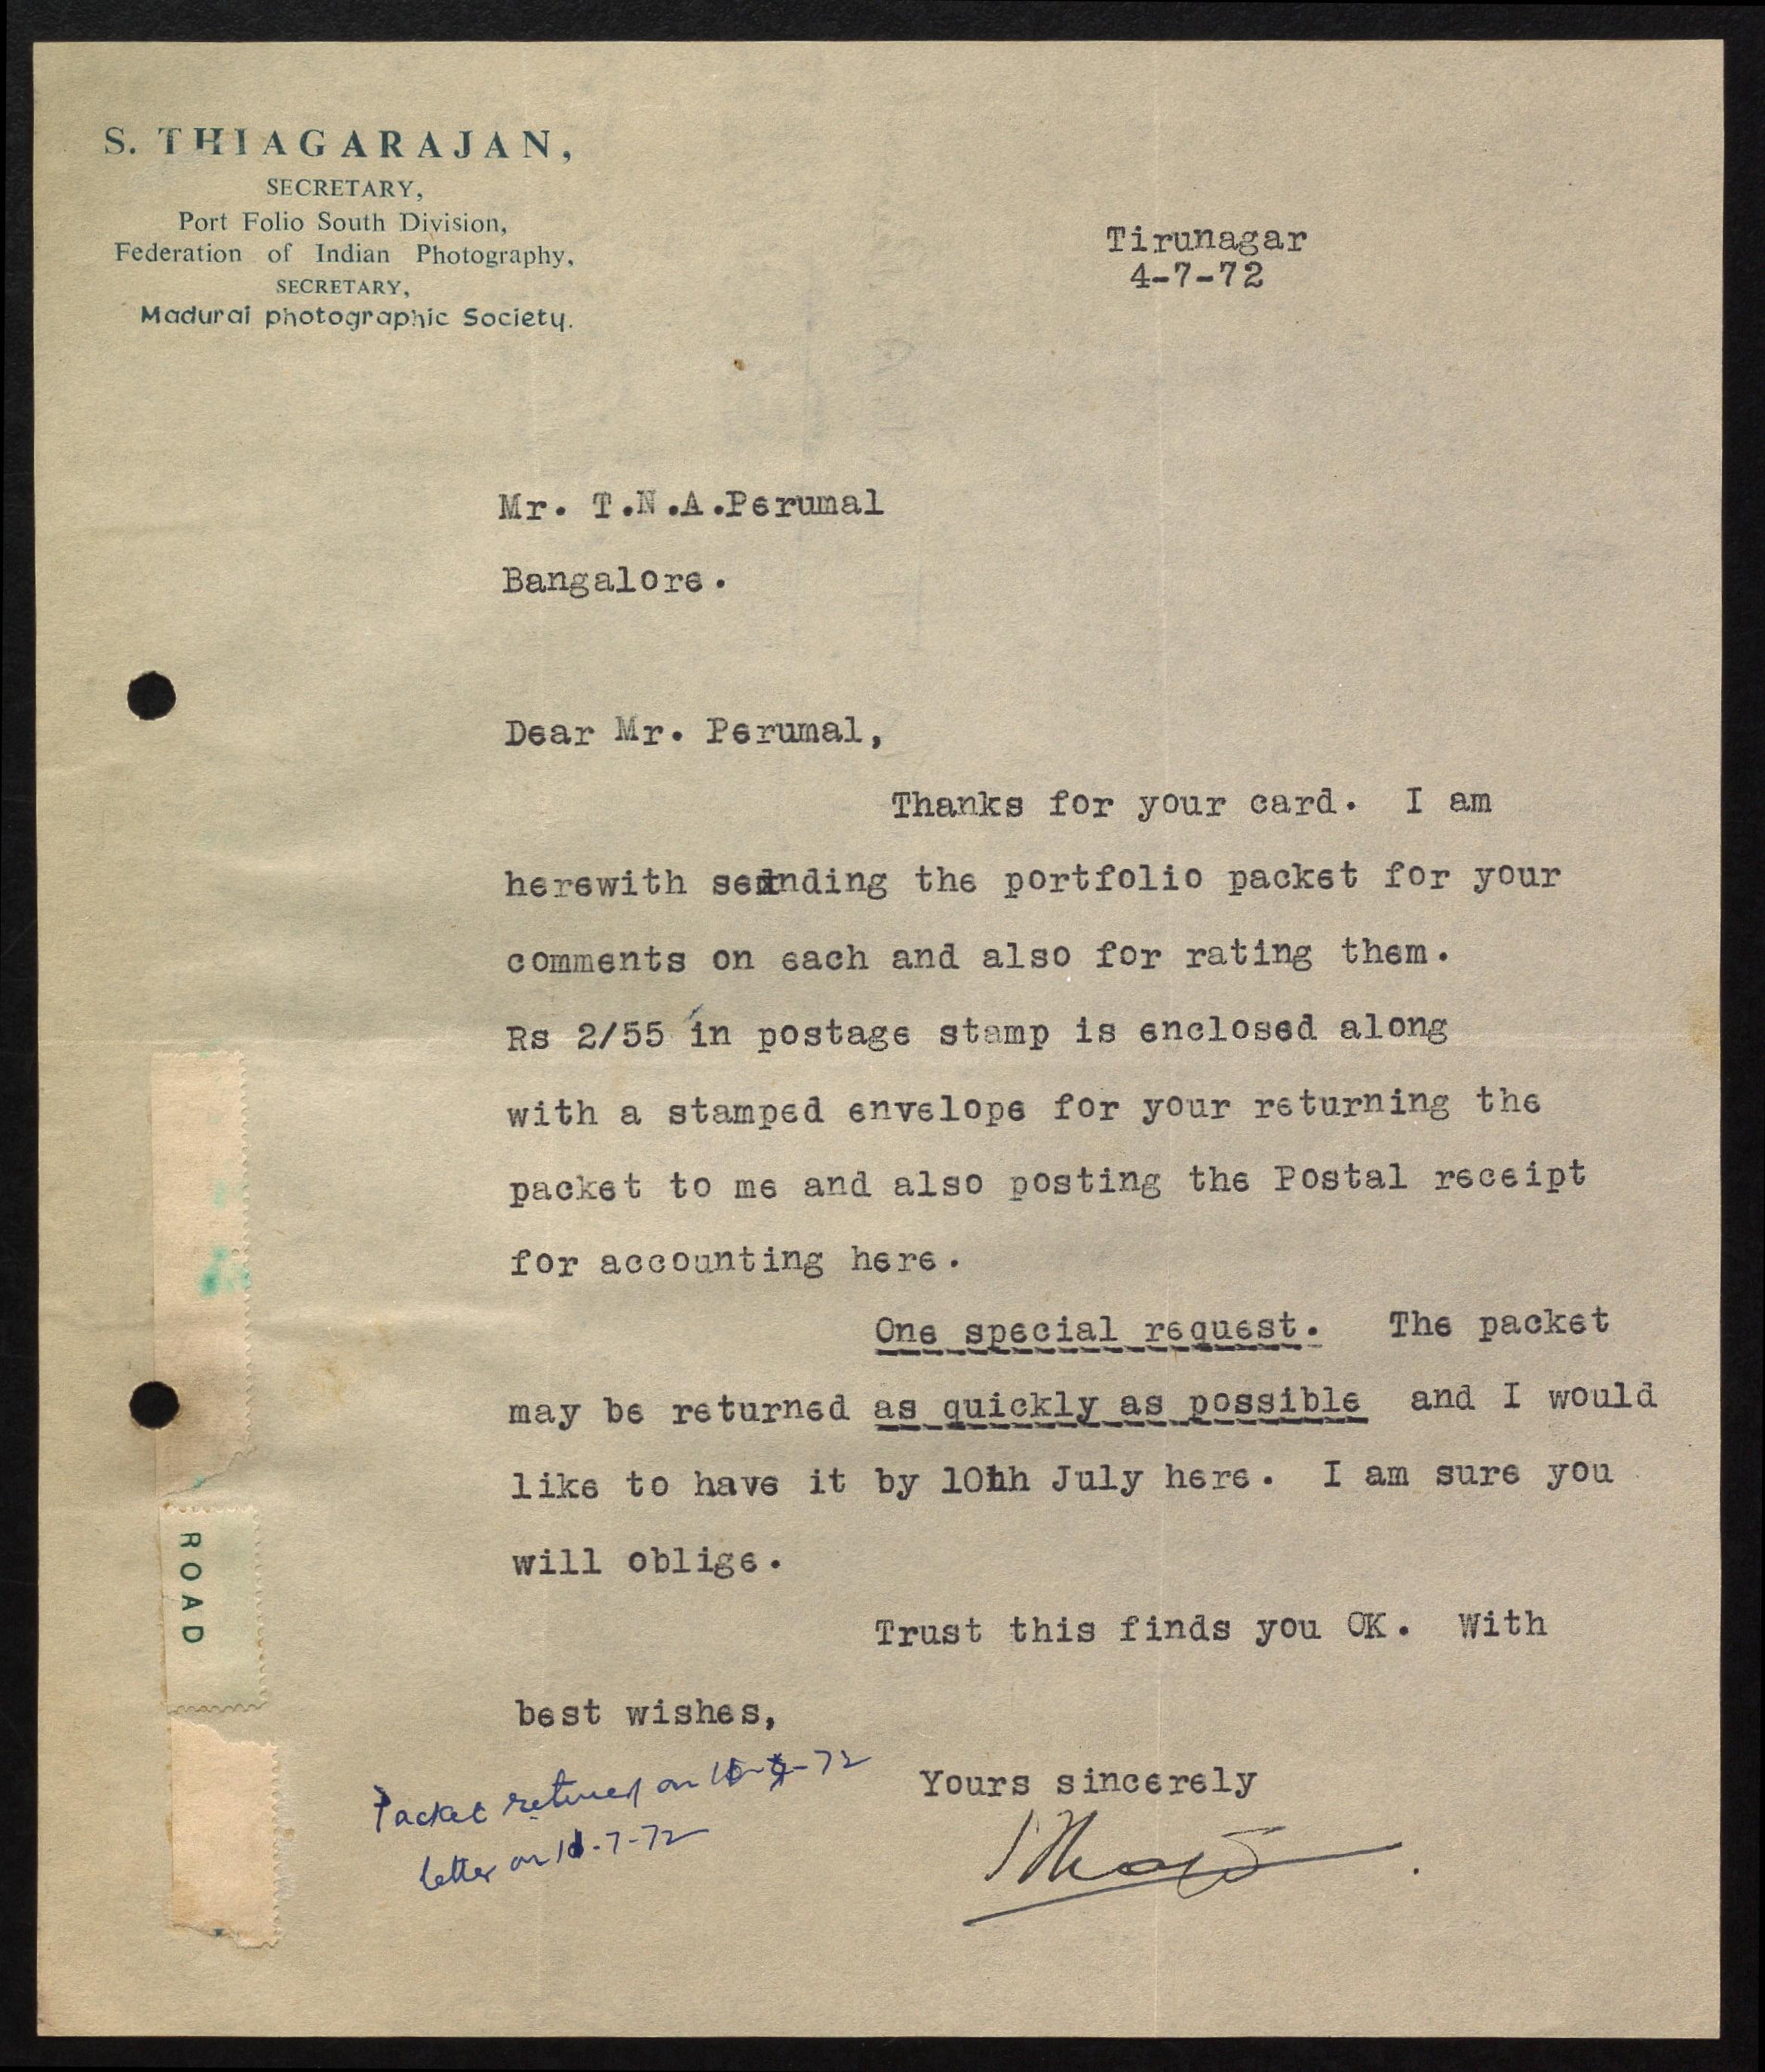 S. THIAGARAJAN,
SECRETARY,
Port Folio South Division,
Federation of Indian Photography,
SECRETARY,
Madurai photographic Society.
Tirunagar
4-7-72
Mr. T.N.A.Perumal
Bangalore.
Dear Mr. Perumal,
Thanks for your card. I am
herewith sending the portfolio packet for your
comments on each and also for rating them.
Rs 2/55 in postage stamp is enclosed along
with a stamped envelope for your returning the
packet to me and also posting the Postal receipt
for accounting here.
One special request. The packet
may be returned as quickly as possible and I would
like to have it by 10th July here. I am sure you
will oblige.
Trust this finds you OK. With
best wishes,
Yours sincerely
Packet returned on
letter on
ROAD